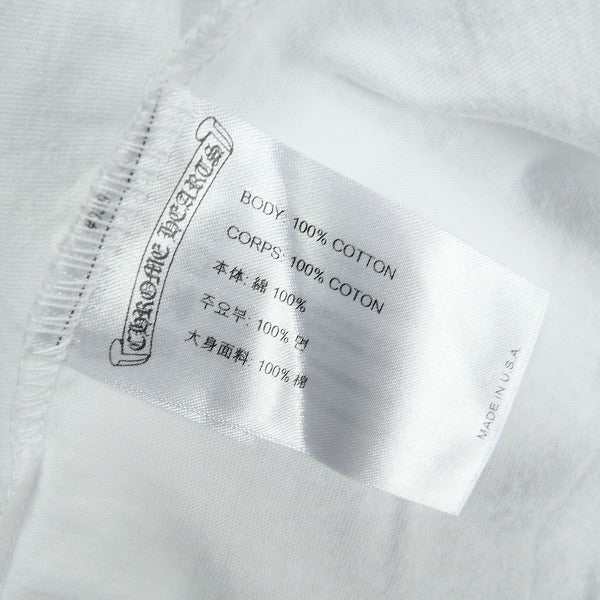 CHROME HEARTS
BODY: 100% COTTON
CORPS: 100% COTON
本体: 綿 100%
주요부: 100% 면
大身面料: 100% 棉
MADE IN U.S.A